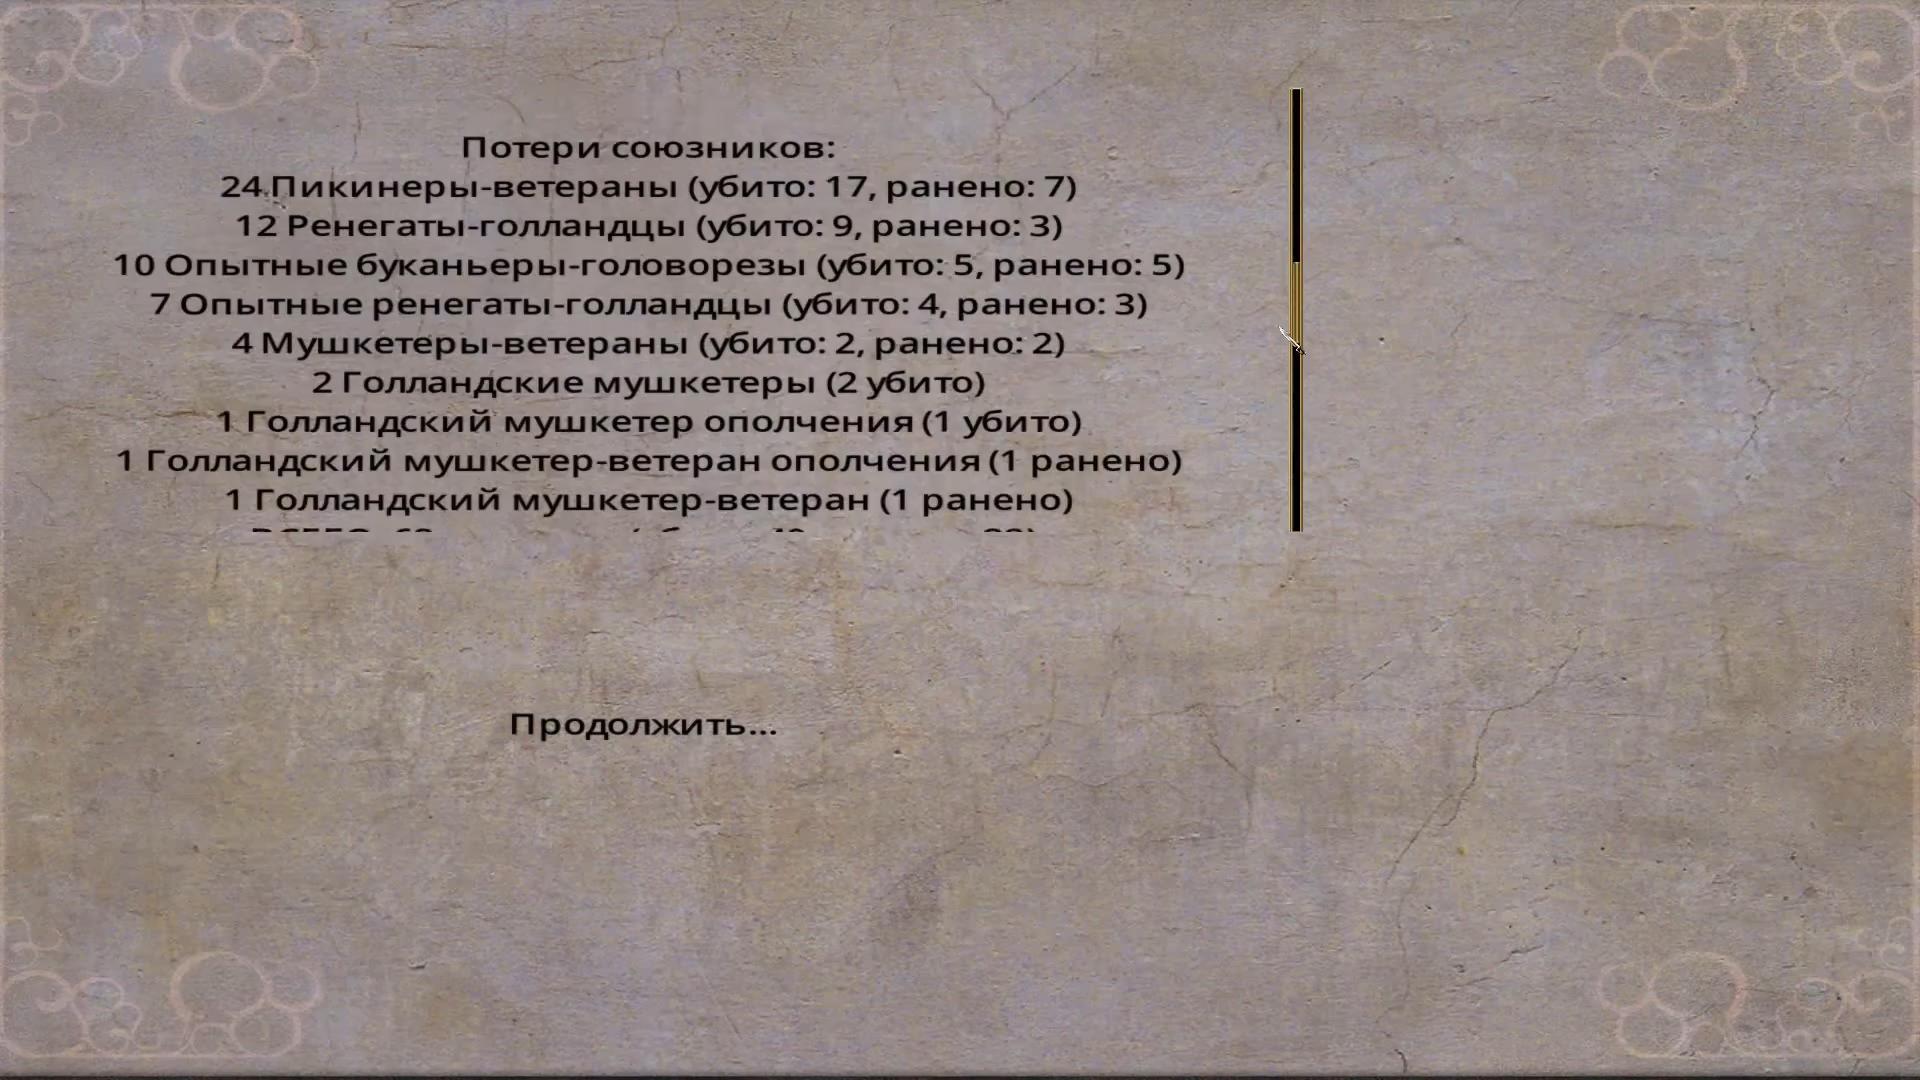 Потери союзников:
24 Пикинеры-ветераны (убито: 17, ранено: 7)
12 Ренегаты-голландцы (убито: 9, ранено: 3)
10 Опытные буканьеры-головорезы (убито: 5, ранено: 5)
7 Опытные ренегаты-голландцы (убито: 4, ранено: 3)
4 Мушкетеры-ветераны (убито: 2, ранено: 2)
2 Голландские мушкетеры (2 убито)
1 Голландский мушкетер ополчения (1 убито)
1 Голландский мушкетер-ветеран ополчения (1 ранено)
1 Голландский мушкетер-ветеран (1 ранено)
Продолжить...